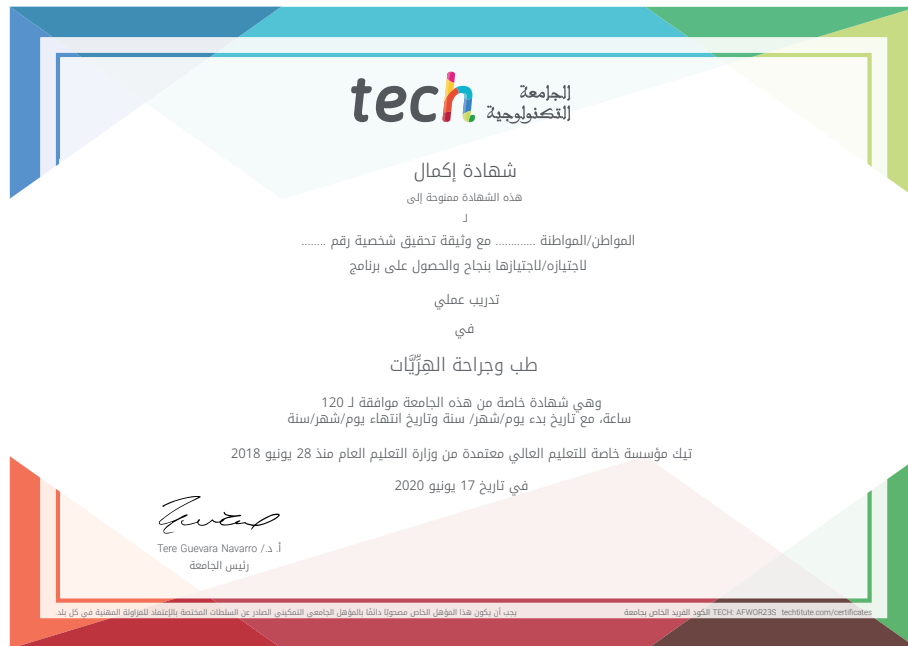 tech الجامعة
التكنولوجية
شهادة إكمال
هذه الشهادة ممنوحة إلى
لـ
المواطن/المواطنة ............ مع وثيقة تحقيق شخصية رقم ........
لاجتيازه/لاجتيازها بنجاح والحصول على برنامج
تدريب عملي
في
طب وجراحة الهِرِّيَّات
وهي شهادة خاصة من هذه الجامعة موافقة لـ 120
ساعة، مع تاريخ بدء يوم/شهر/ سنة وتاريخ انتهاء يوم/شهر/سنة
تيك مؤسسة خاصة للتعليم العالي معتمدة من وزارة التعليم العام منذ 28 يونيو 2018
في تاريخ 17 يونيو 2020
أ. د./ Tere Guevara Navarro
رئيس الجامعة
يجب أن يكون هذا المؤهل الخاص مصحوبًا دائمًا بالمؤهل الجامعي التمكيني الصادر عن السلطات المختصة بالإعتماد للمزاولة المهنية في كل بلد.
الكود الفريد الخاص بجامعة TECH: AFWOR23S techtitute.com/certificates